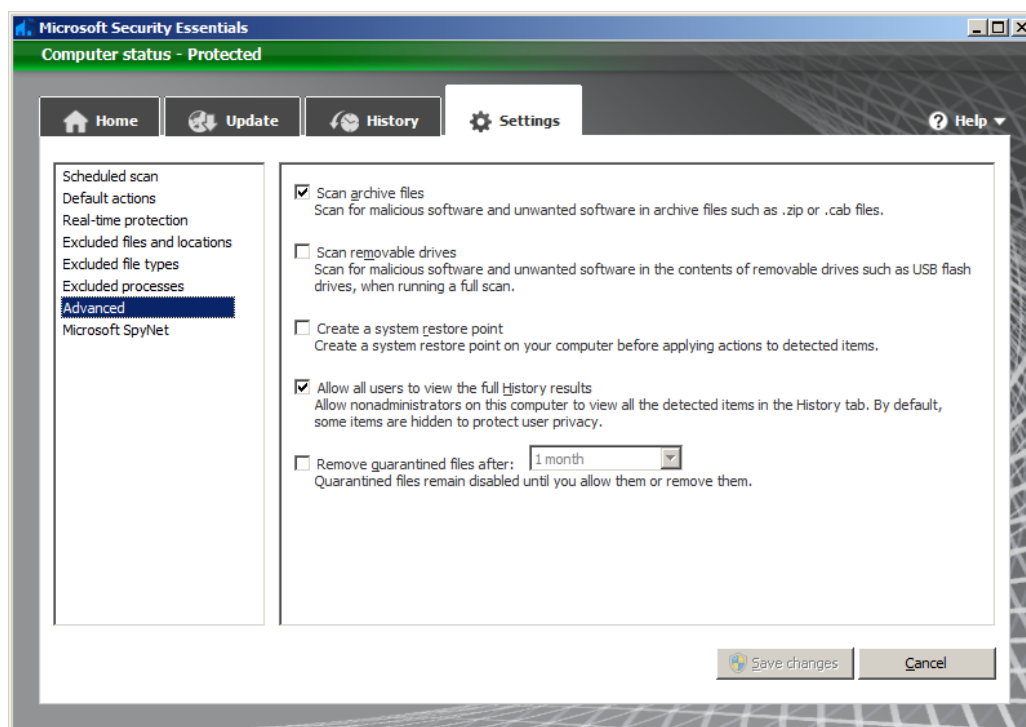 Microsoft Security Essentials
Computer status - Protected
Home
Update
History
Settings
Help
Scheduled scan
Default actions
Real-time protection
Excluded files and locations
Excluded file types
Excluded processes
Advanced
Microsoft SpyNet
Scan archive files
Scan for malicious software and unwanted software in archive files such as .zip or .cab files.
Scan removable drives
Scan for malicious software and unwanted software in the contents of removable drives such as USB flash
drives, when running a full scan.
Create a system restore point
Create a system restore point on your computer before applying actions to detected items.
Allow all users to view the full History results
Allow nonadministrators on this computer to view all the detected items in the History tab. By default,
some items are hidden to protect user privacy.
Remove quarantined files after: 1 month
Quarantined files remain disabled until you allow them or remove them.
Save changes
Cancel